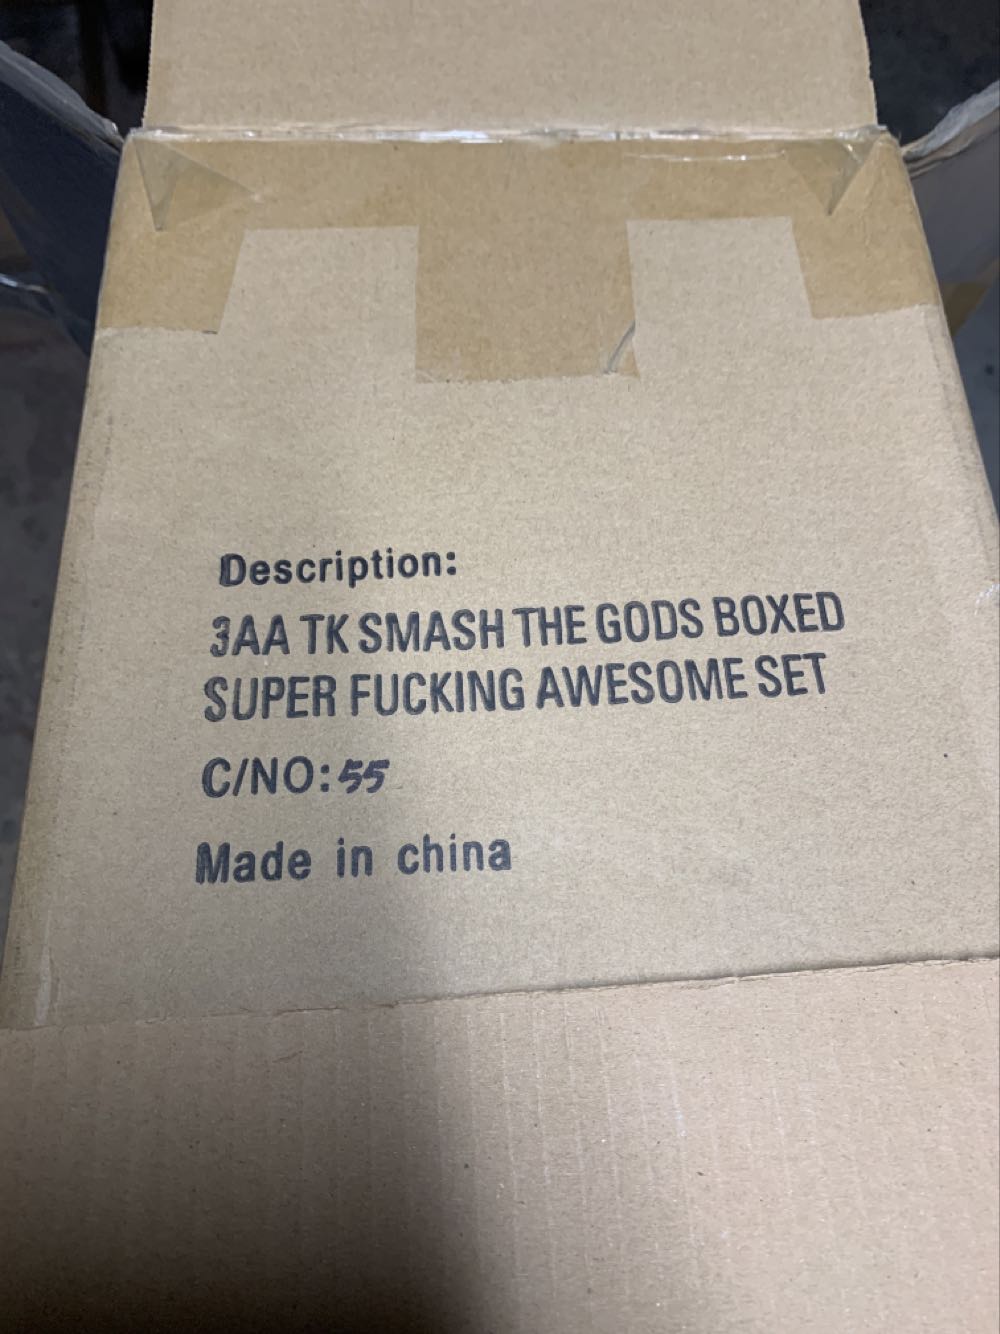 Description:
3AA TK SMASH THE GODS BOXED
SUPER FUCKING AWESOME SET
C/NO: 55
Made in china